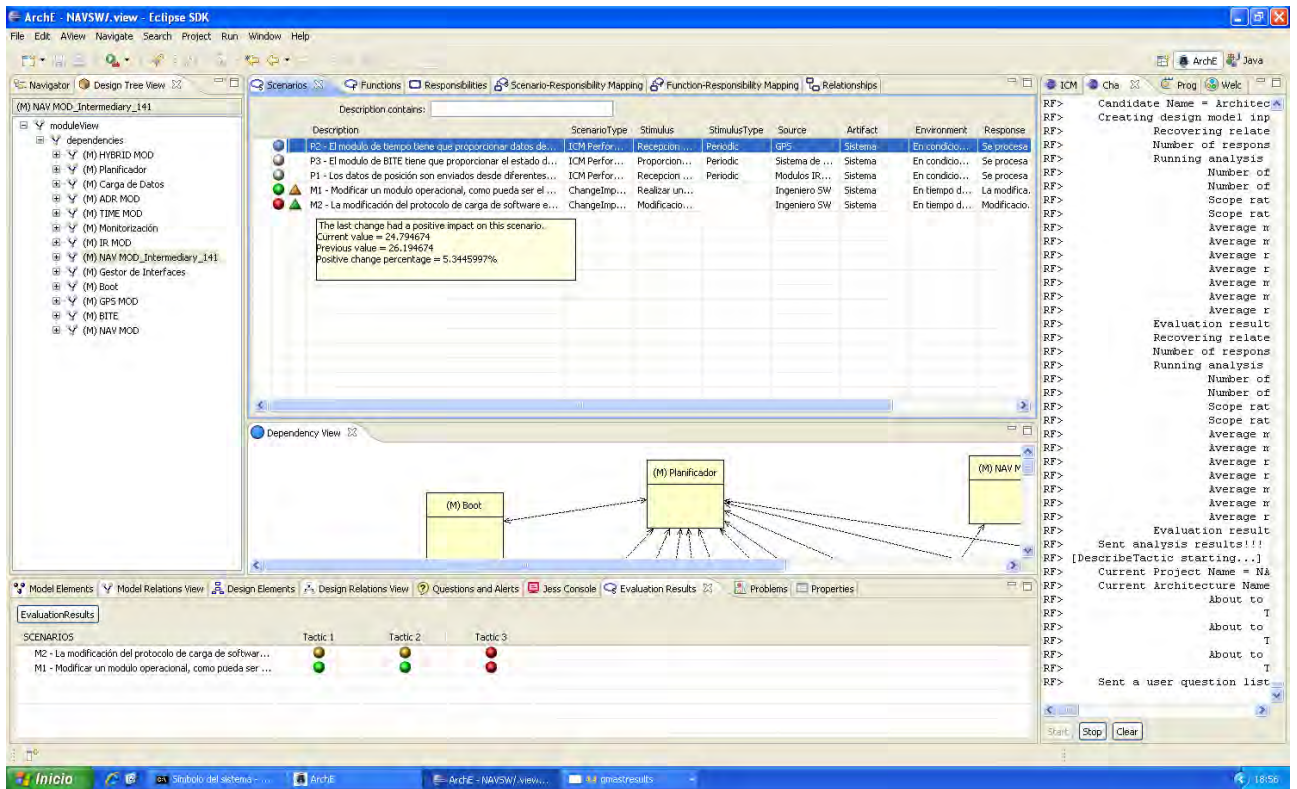 ArchE - NAVSW/.view - Eclipse SDK
File Edit AView Navigate Search Project Run Window Help
ArchE Java
Navigator Design Tree View
(M) NAV MOD_Intermediary_141
moduleView
dependencies
(M) HYBRID MOD
(M) Planificador
(M) Carga de Datos
(M) ADR MOD
(M) TIME MOD
(M) Monitorización
(M) IR MOD
(M) NAV MOD_Intermediary_141
(M) Gestor de Interfaces
(M) Boot
(M) GPS MOD
(M) BITE
(M) NAV MOD
Scenarios Functions Responsibilities Scenario-Responsibility Mapping Function-Responsibility Mapping Relationships
Description contains:
Description ScenarioType Stimulus StimulusType Source Artifact Environment Response
P2 - El modulo de tiempo tiene que proporcionar datos de... ICM Perfor... Recepcion ... Periodic GPS Sistema En condicio... Se procesa
P3 - El modulo de BITE tiene que proporcionar el estado d... ICM Perfor... Proporcion... Periodic Sistema de ... Sistema En condicio... Se procesa
P1 - Los datos de posición son enviados desde diferentes... ICM Perfor... Recepcion ... Periodic Modulos IR... Sistema En condicio... Se procesa
M1 - Modificar un modulo operacional, como pueda ser el ... ChangeImp... Realizar un... Ingeniero SW Sistema En tiempo d... La modifica.
M2 - La modificación del protocolo de carga de software e... ChangeImp... Modificacio... Ingeniero SW Sistema En tiempo d... Modificacio.
The last change had a positive impact on this scenario.
Current value = 24.794674
Previous value = 26.194674
Positive change percentage = 5.3445997%
Dependency View
(M) Boot
(M) Planificador
(M) NAV M
ICM Cha Prog Welc
RF> Candidate Name = Architec
RF> Creating design model inp
RF> Recovering relate
RF> Number of respons
RF> Running analysis
RF> Number of
RF> Number of
RF> Scope rat
RF> Scope rat
RF> Average m
RF> Average m
RF> Average r
RF> Average r
RF> Average m
RF> Average m
RF> Average r
RF> Evaluation result
RF> Recovering relate
RF> Number of respons
RF> Running analysis
RF> Number of
RF> Number of
RF> Scope rat
RF> Scope rat
RF> Average m
RF> Average m
RF> Average r
RF> Average r
RF> Average m
RF> Average m
RF> Average r
RF> Evaluation result
RF> Sent analysis results!!!
RF> [DescribeTactic starting...]
RF> Current Project Name = NA
RF> Current Architecture Name
RF> About to
RF> T
RF> About to
RF> T
RF> About to
RF> T
RF> Sent a user question list
Start Stop Clear
Model Elements Model Relations View Design Elements Design Relations View Questions and Alerts Jess Console Evaluation Results Problems Properties
EvaluationResults
SCENARIOS Tactic 1 Tactic 2 Tactic 3
M2 - La modificación del protocolo de carga de softwar...
M1 - Modificar un modulo operacional, como pueda ser ...
Inicio Símbolo del sistema - ... ArchE ArchE - NAVSW/.view... qmastresults 18:56